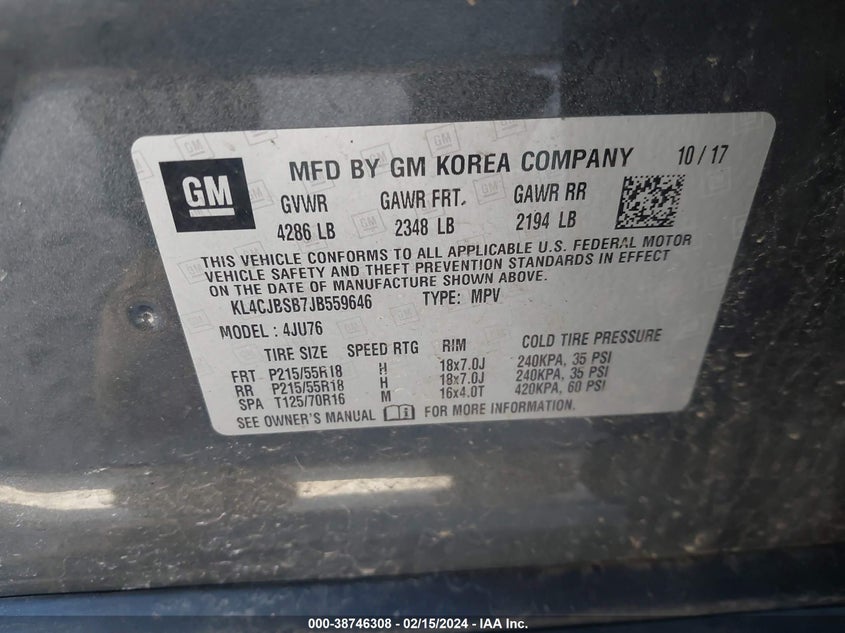 GM
MFD BY GM KOREA COMPANY 10 / 17
GVWR GAWR FRT. GAWR RR
4286 LB 2348 LB 2194 LB
THIS VEHICLE CONFORMS TO ALL APPLICABLE U.S. FEDERAL MOTOR
VEHICLE SAFETY AND THEFT PREVENTION STANDARDS IN EFFECT
ON THE DATE OF MANUFACTURE SHOWN ABOVE.
KL4CJBSB7JB559646 TYPE: MPV
MODEL : 4JU76
TIRE SIZE SPEED RTG RIM COLD TIRE PRESSURE
FRT P215/55R18 H 18x7.0J 240KPA, 35 PSI
RR P215/55R18 H 18x7.0J 240KPA, 35 PSI
SPA T125/70R16 M 16x4.0T 420KPA, 60 PSI
SEE OWNER'S MANUAL FOR MORE INFORMATION.
000-38746308 - 02/15/2024 - IAA Inc.